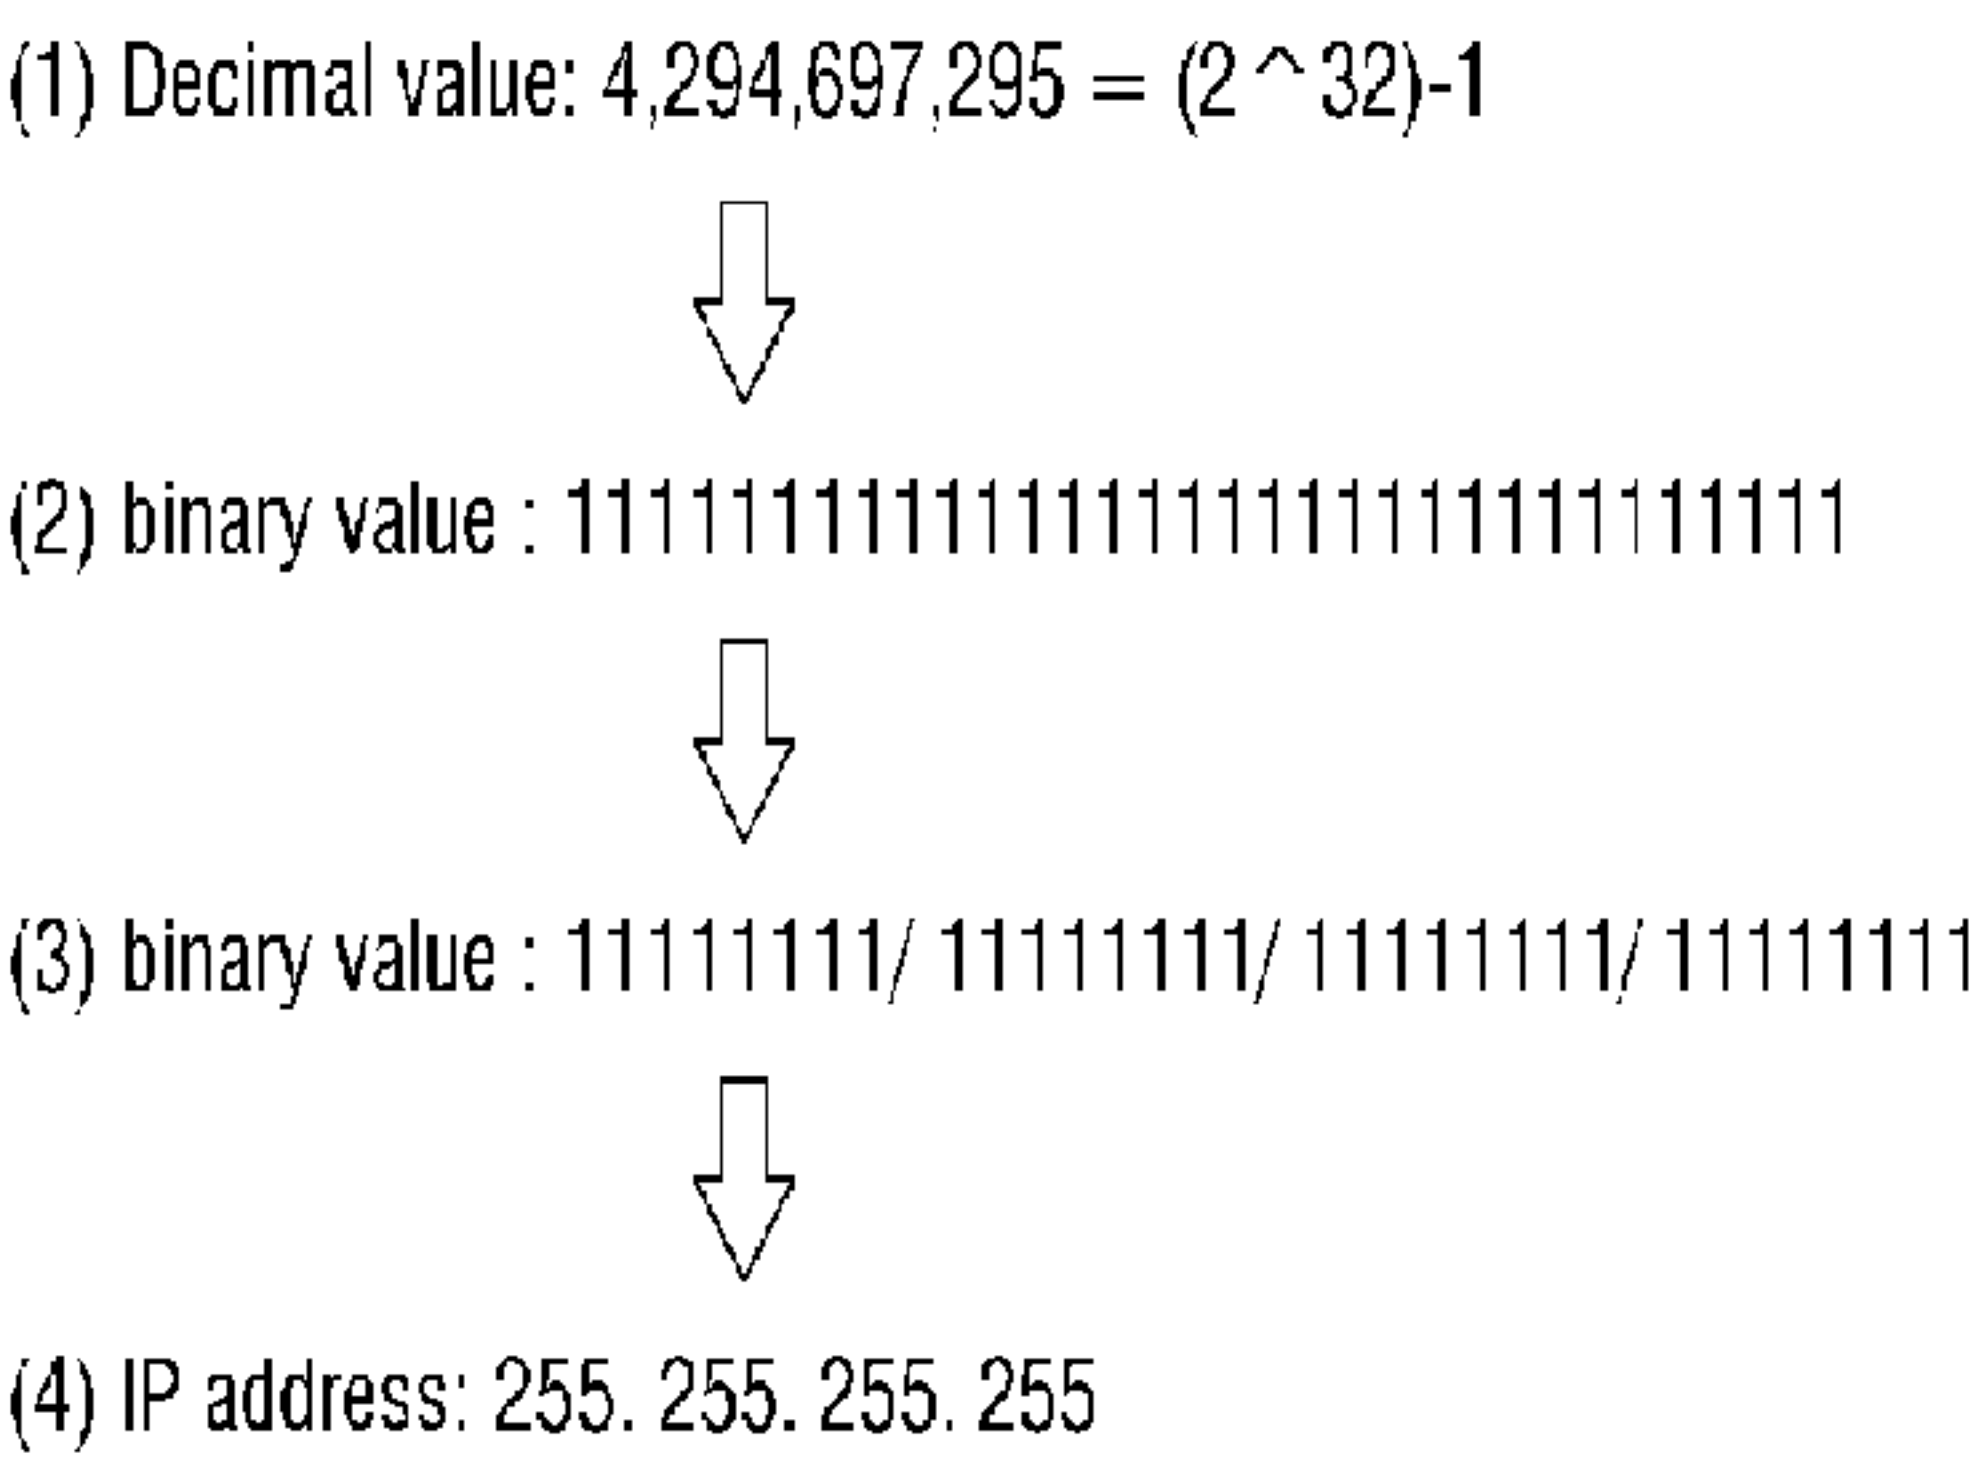 (1) Decimal value: 4,294,697,295 = (2^32)-1
(2) binary value : 11111111111111111111111111111111
(3) binary value : 11111111/ 11111111/ 11111111/ 11111111
(4) IP address: 255. 255. 255. 255